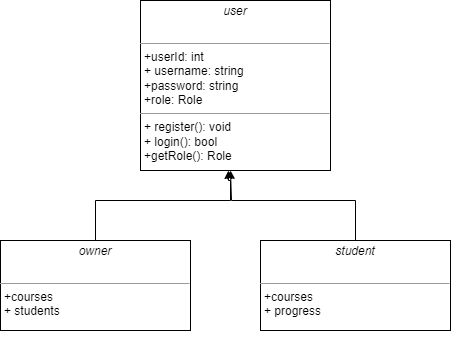 user
+userId: int
+ username: string
+password: string
+role: Role
+ register(): void
+ login(): bool
+getRole(): Role
owner
+courses
+ students
student
+courses
+ progress